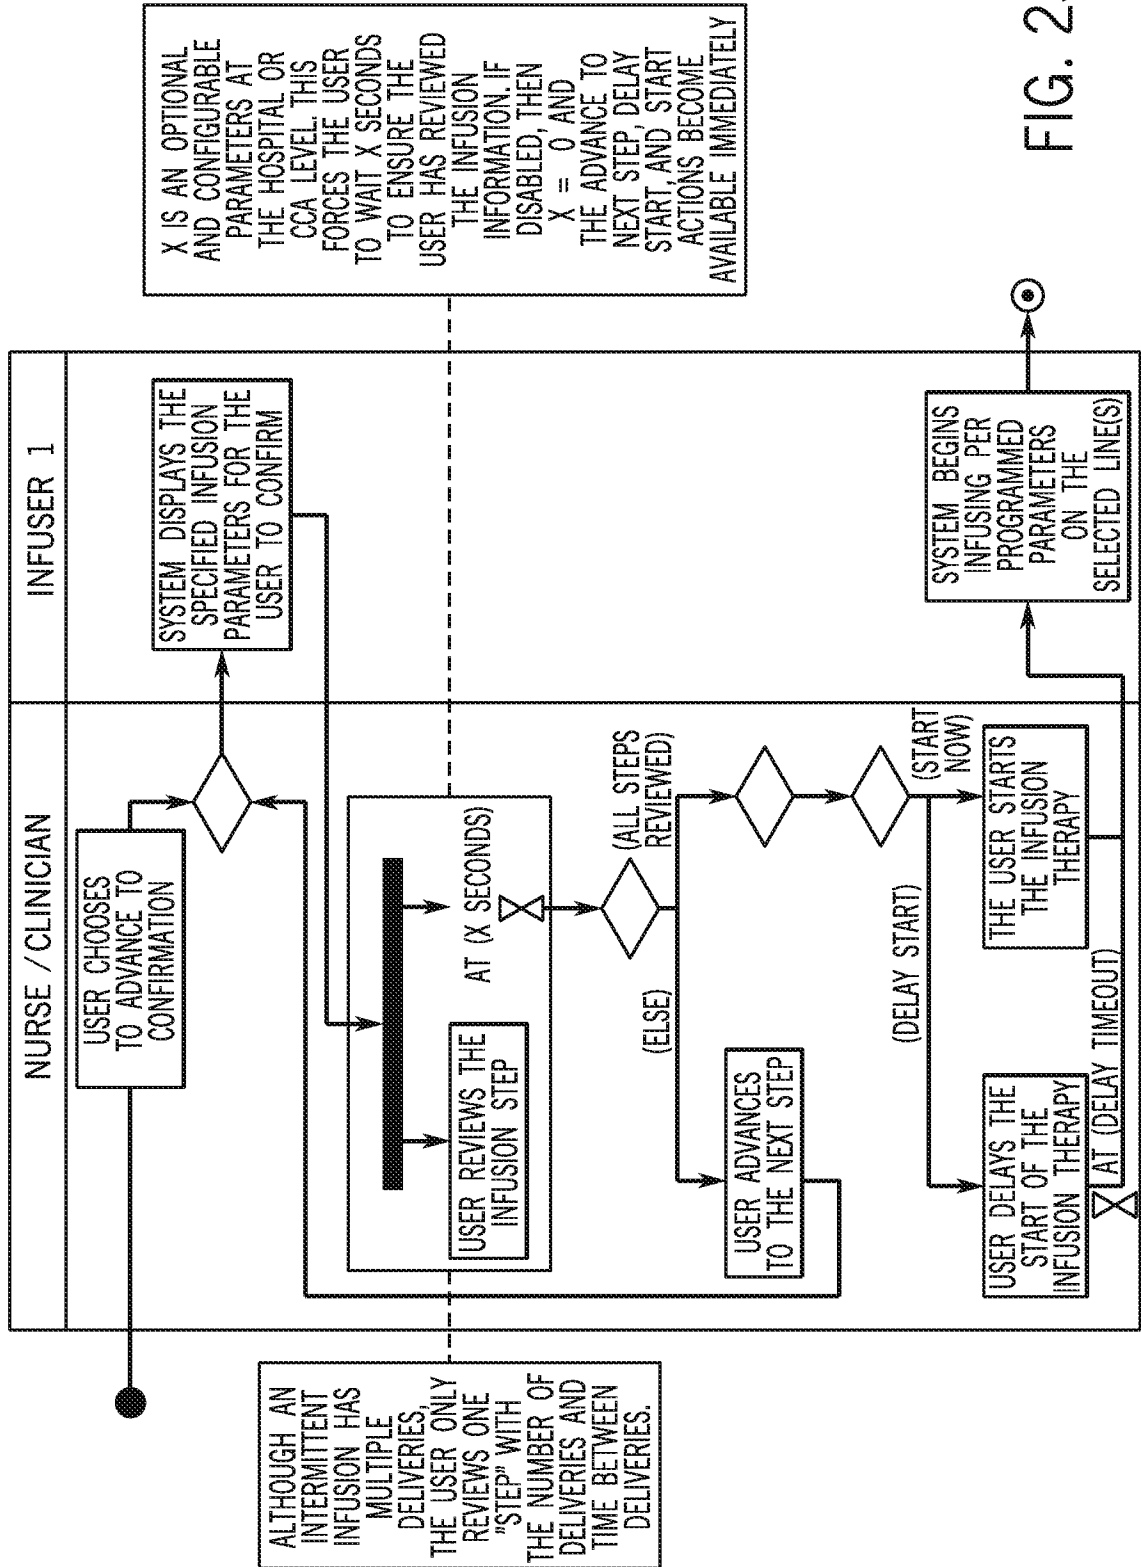 NURSE / CLINICIAN
INFUSER 1
USER CHOOSES
TO ADVANCE TO
CONFIRMATION
SYSTEM DISPLAYS THE
SPECIFIED INFUSION
PARAMETERS FOR THE
USER TO CONFIRM
ALTHOUGH AN
INTERMITTENT
INFUSION HAS
MULTIPLE
DELIVERIES,
THE USER ONLY
REVIEWS ONE
"STEP" WITH
THE NUMBER OF
DELIVERIES AND
TIME BETWEEN
DELIVERIES.
USER REVIEWS THE
INFUSION STEP
AT (X SECONDS)
X IS AN OPTIONAL
AND CONFIGURABLE
PARAMETERS AT
THE HOSPITAL OR
CCA LEVEL. THIS
FORCES THE USER
TO WAIT X SECONDS
TO ENSURE THE
USER HAS REVIEWED
THE INFUSION
INFORMATION. IF
DISABLED, THEN
X = 0 AND
THE ADVANCE TO
NEXT STEP, DELAY
START, AND START
ACTIONS BECOME
AVAILABLE IMMEDIATELY
(ELSE)
(ALL STEPS
REVIEWED)
USER ADVANCES
TO THE NEXT STEP
(DELAY START)
(START
NOW)
USER DELAYS THE
START OF THE
INFUSION THERAPY
THE USER STARTS
THE INFUSION
THERAPY
AT (DELAY TIMEOUT)
SYSTEM BEGINS
INFUSING PER
PROGRAMMED
PARAMETERS
ON THE
SELECTED LINE(S)
FIG.